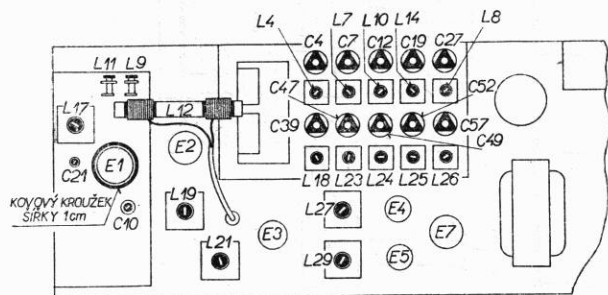 L4 L7 L10 L14 L8
C4 C7 C12 C19 C27
L11 L9
L17 L12 C47 C52
C39 C57
E2 C49
E1
C21
KOVOVÝ KROUŽEK
ŠÍŘKY 1cm
L18 L23 L24 L25 L26
C10 L19 L27 E4
E3 E7
L21 L29 E5